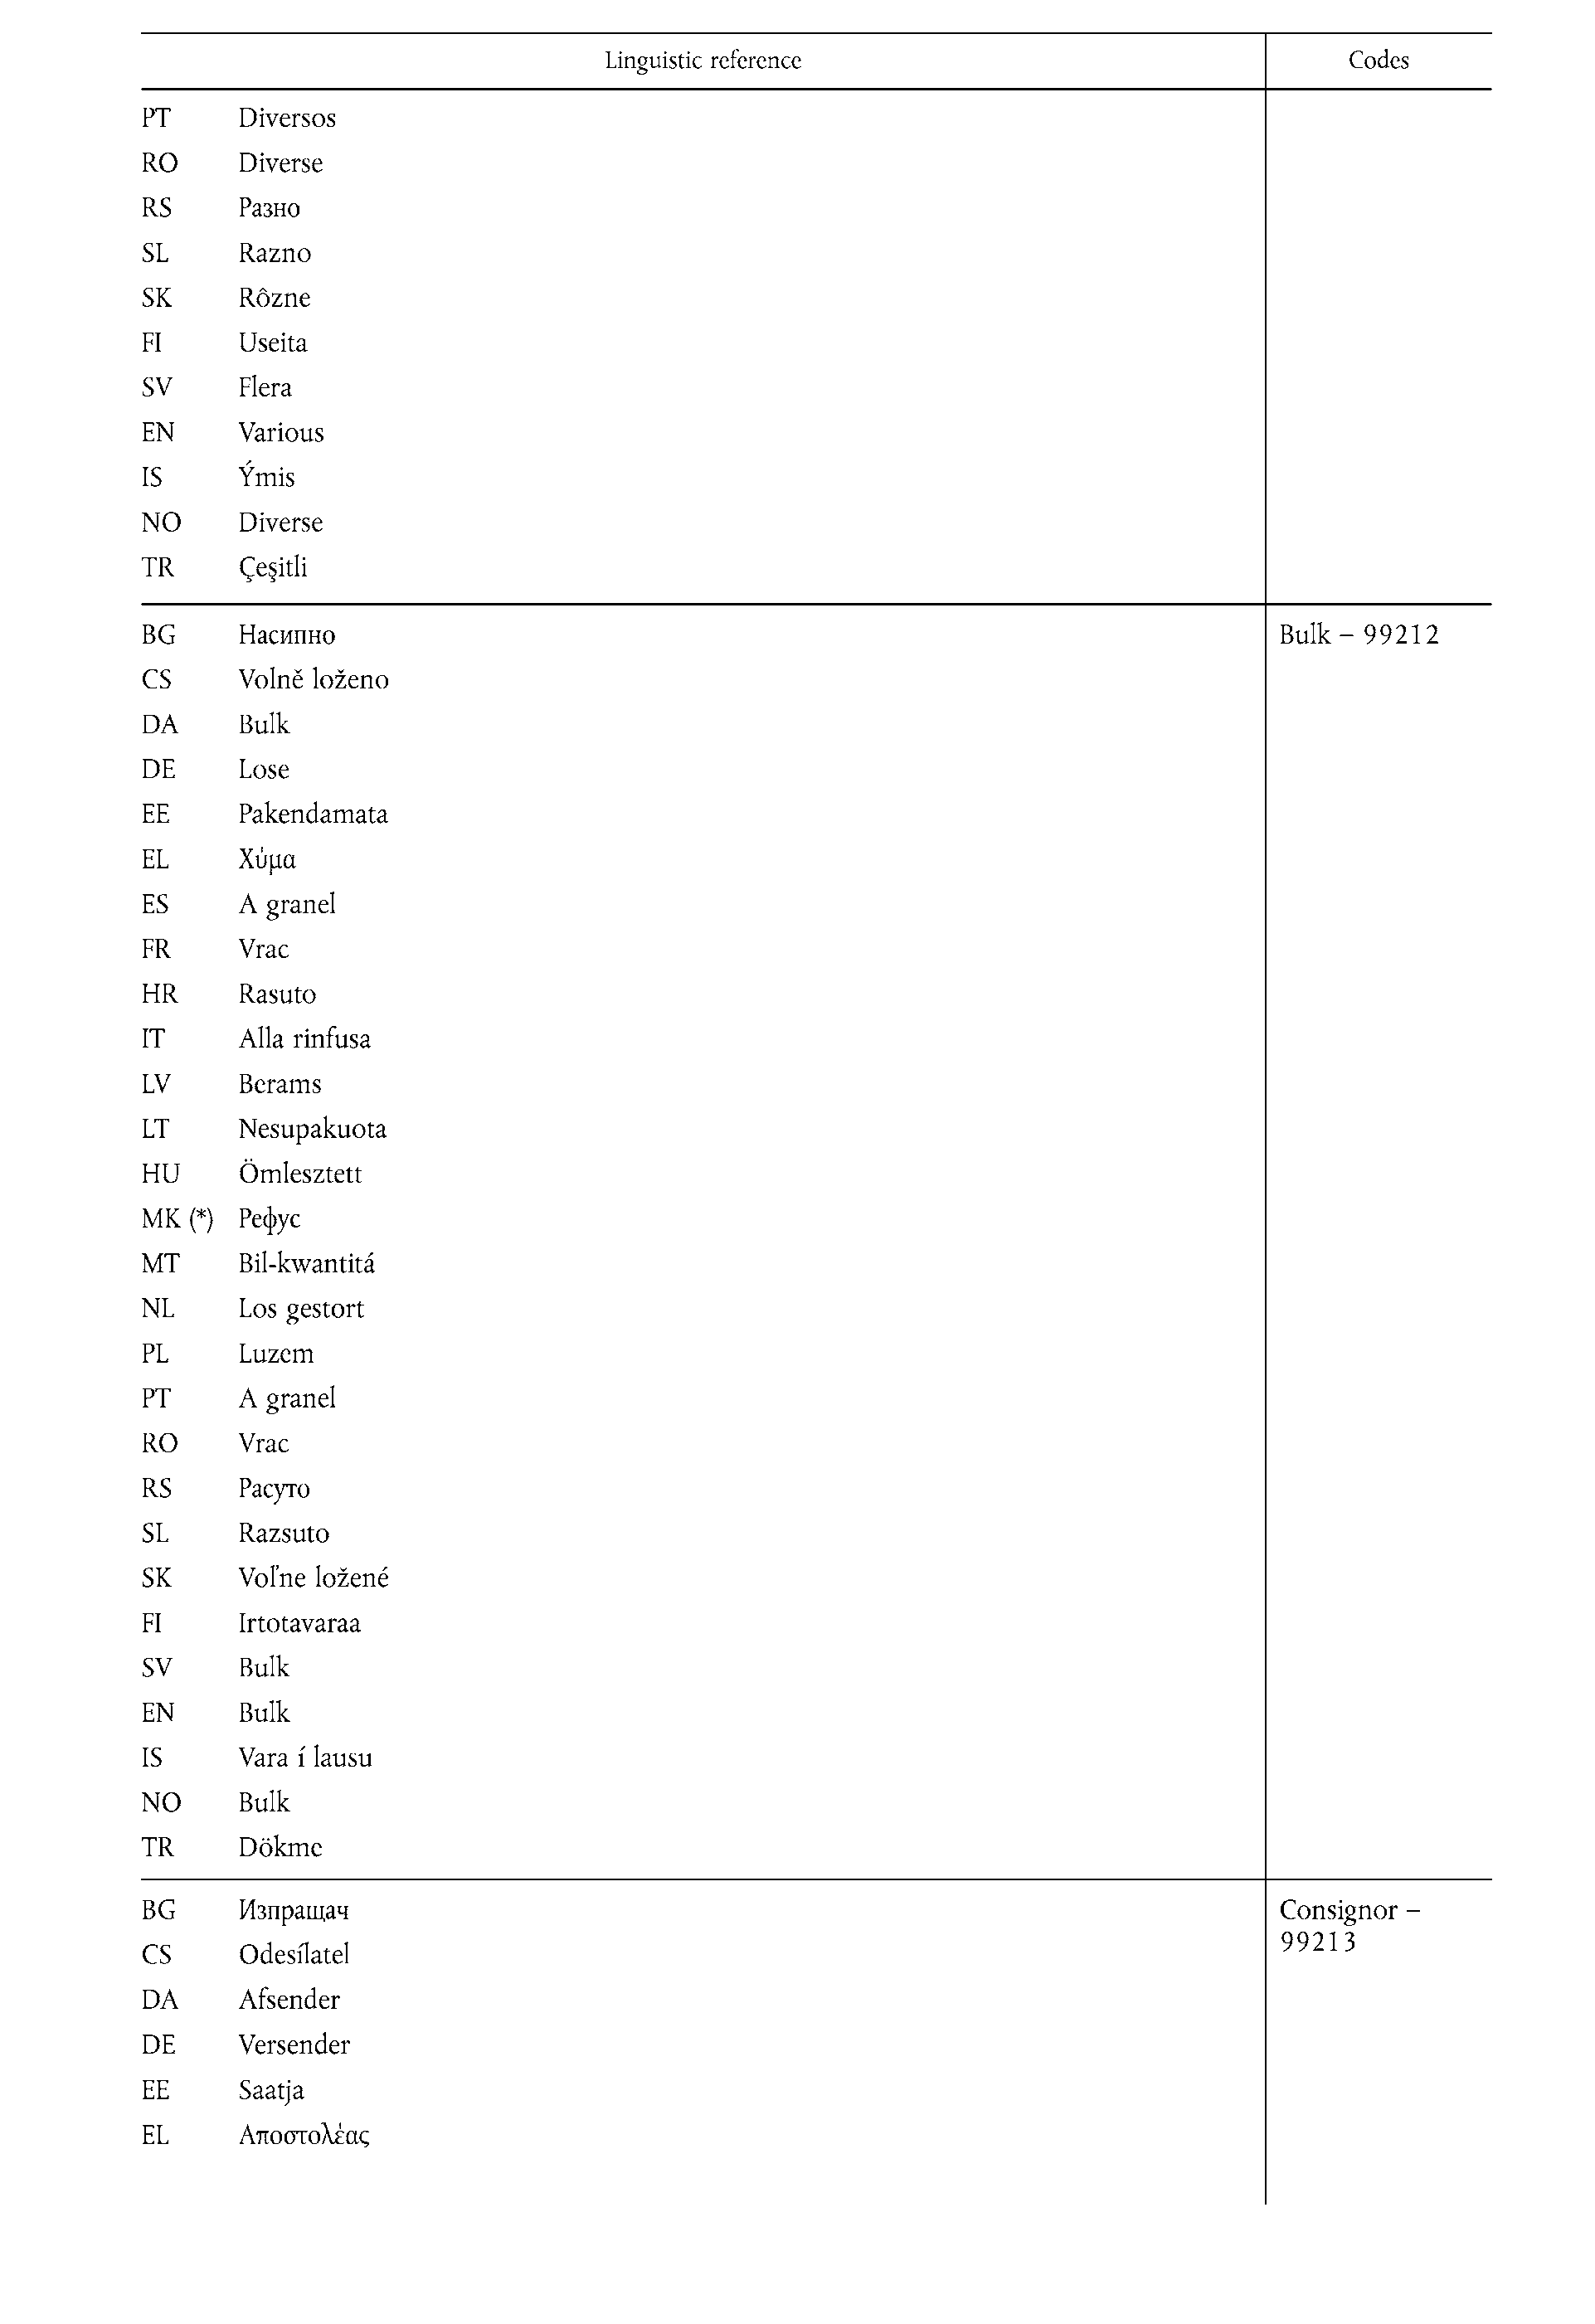 Linguistic reference Codes
PT Diversos
RO Diverse
RS Разно
SL Razno
SK Rôzne
FI Useita
SV Flera
EN Various
IS Ýmis
NO Diverse
TR Çeşitli
BG Насипно Bulk – 99212
CS Volně loženo
DA Bulk
DE Lose
EE Pakendamata
EL Χύμα
ES A granel
FR Vrac
HR Rasuto
IT Alla rinfusa
LV Berams
LT Nesupakuota
HU Ömlesztett
MK (*) Рефус
MT Bil-kwantitá
NL Los gestort
PL Luzem
PT A granel
RO Vrac
RS Расуто
SL Razsuto
SK Voľne ložené
FI Irtotavaraa
SV Bulk
EN Bulk
IS Vara í lausu
NO Bulk
TR Dökme
BG Изпращач Consignor –
99213
CS Odesílatel
DA Afsender
DE Versender
EE Saatja
EL Αποστολέας